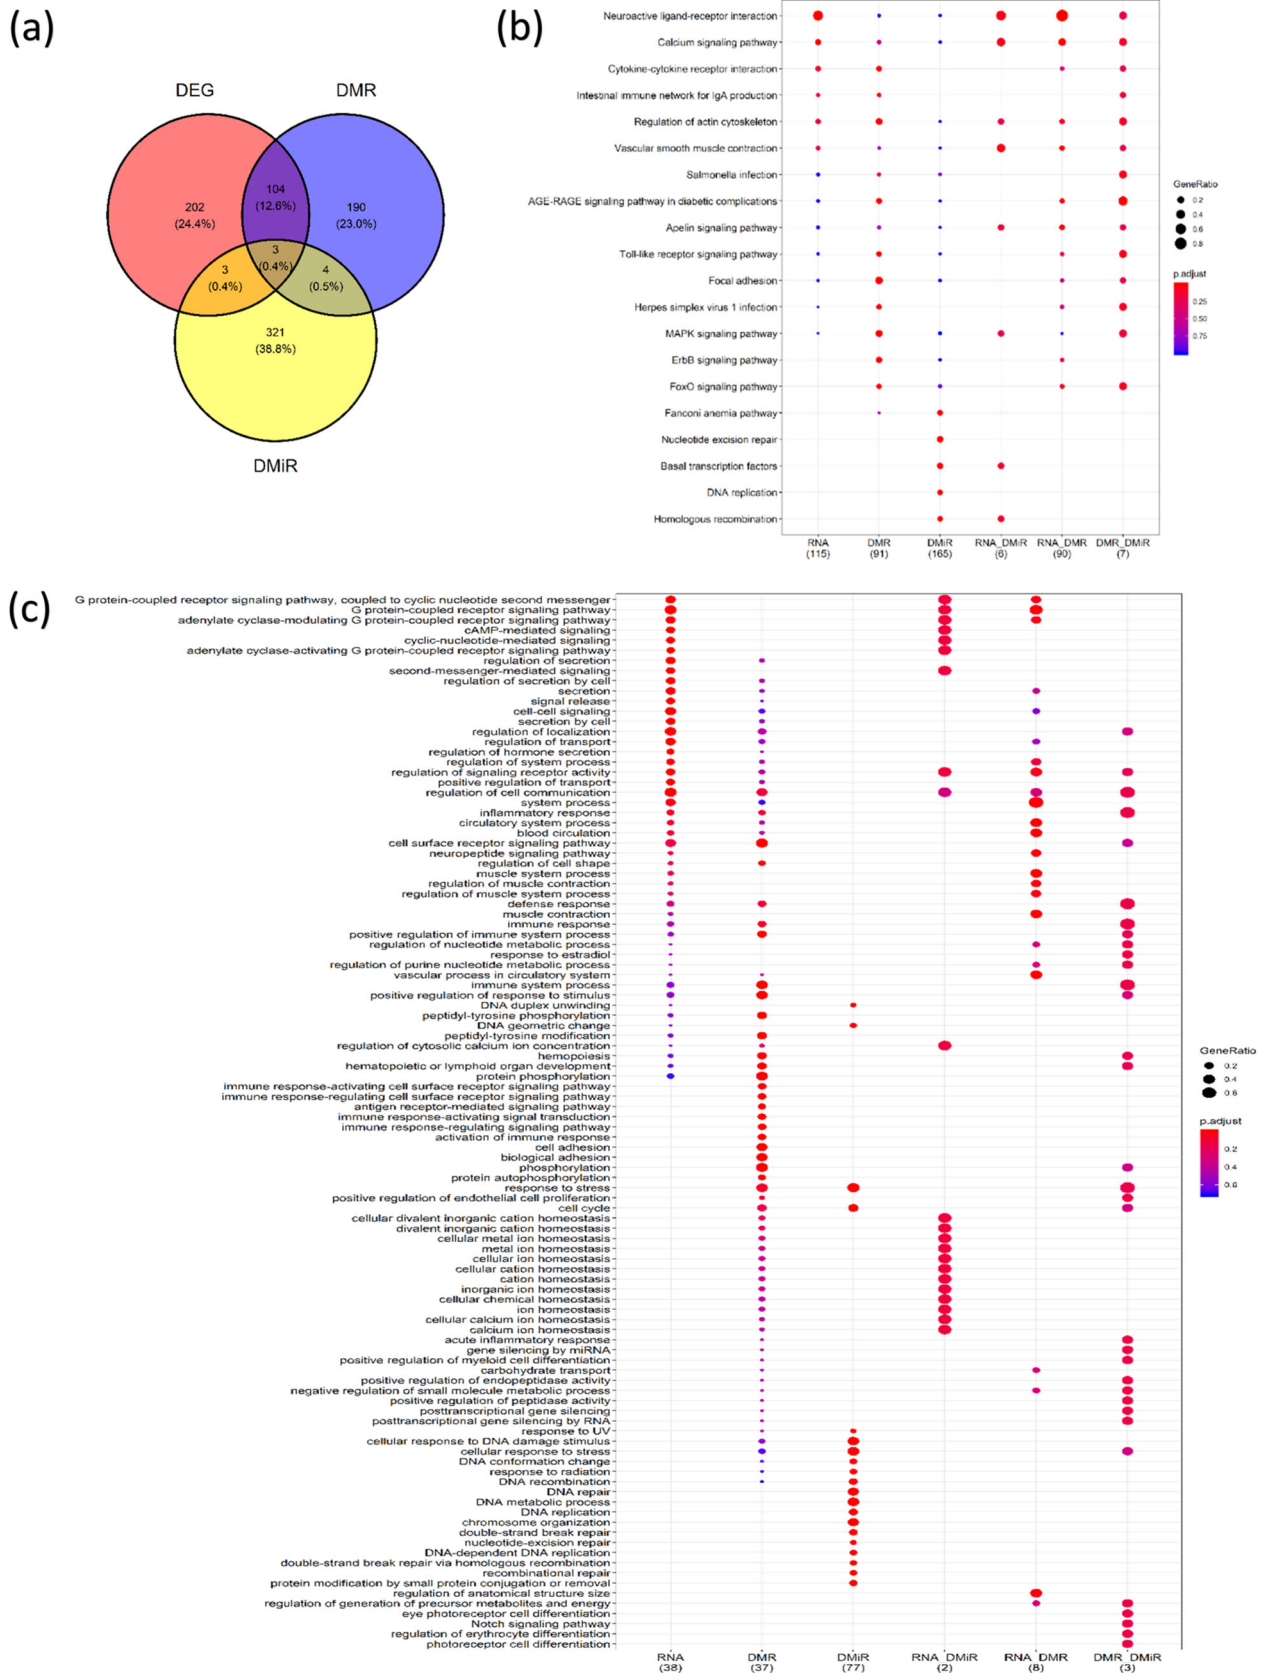 (a)
DEG
DMR
202
(24.4%)
104
(12.6%)
190
(23.0%)
3
(0.4%)
3
(0.4%)
4
(0.5%)
321
(38.8%)
DMiR
(b)
Neuroactive ligand-receptor interaction
Calcium signaling pathway
Cytokine-cytokine receptor interaction
Intestinal immune network for IgA production
Regulation of actin cytoskeleton
Vascular smooth muscle contraction
Salmonella infection
AGE-RAGE signaling pathway in diabetic complications
Apelin signaling pathway
Toll-like receptor signaling pathway
Focal adhesion
Herpes simplex virus 1 infection
MAPK signaling pathway
ErbB signaling pathway
FoxO signaling pathway
Fanconi anemia pathway
Nucleotide excision repair
Basal transcription factors
DNA replication
Homologous recombination
RNA DMR DMiR RNA_DMiR RNA_DMR DMR_DMiR
(115) (91) (165) (6) (90) (7)
GeneRatio
0.2
0.4
0.6
0.8
p.adjust
0.25
0.50
0.75
(c)
G protein-coupled receptor signaling pathway, coupled to cyclic nucleotide second messenger
G protein-coupled receptor signaling pathway
adenylate cyclase-modulating G protein-coupled receptor signaling pathway
cAMP-mediated signaling
cyclic-nucleotide-mediated signaling
adenylate cyclase-activating G protein-coupled receptor signaling pathway
regulation of secretion
second-messenger-mediated signaling
regulation of secretion by cell
secretion
signal release
cell-cell signaling
secretion by cell
regulation of localization
regulation of transport
regulation of hormone secretion
regulation of system process
regulation of signaling receptor activity
positive regulation of transport
regulation of cell communication
system process
inflammatory response
circulatory system process
blood circulation
cell surface receptor signaling pathway
neuropeptide signaling pathway
regulation of cell shape
muscle system process
regulation of muscle contraction
regulation of muscle system process
defense response
muscle contraction
immune response
positive regulation of immune system process
regulation of nucleotide metabolic process
response to estradiol
regulation of purine nucleotide metabolic process
vascular process in circulatory system
immune system process
positive regulation of response to stimulus
DNA duplex unwinding
peptidyl-tyrosine phosphorylation
DNA geometric change
peptidyl-tyrosine modification
regulation of cytosolic calcium ion concentration
hemopoiesis
hematopoietic or lymphoid organ development
protein phosphorylation
immune response-activating cell surface receptor signaling pathway
immune response-regulating cell surface receptor signaling pathway
antigen receptor-mediated signaling pathway
immune response-activating signal transduction
immune response-regulating signaling pathway
activation of immune response
cell adhesion
biological adhesion
phosphorylation
protein autophosphorylation
response to stress
positive regulation of endothelial cell proliferation
cell cycle
cellular divalent inorganic cation homeostasis
divalent inorganic cation homeostasis
cellular metal ion homeostasis
metal ion homeostasis
cellular ion homeostasis
cellular cation homeostasis
cation homeostasis
inorganic ion homeostasis
cellular chemical homeostasis
ion homeostasis
cellular calcium ion homeostasis
calcium ion homeostasis
acute inflammatory response
gene silencing by miRNA
positive regulation of myeloid cell differentiation
carbohydrate transport
positive regulation of endopeptidase activity
negative regulation of small molecule metabolic process
positive regulation of peptidase activity
posttranscriptional gene silencing
posttranscriptional gene silencing by RNA
response to UV
cellular response to DNA damage stimulus
cellular response to stress
DNA conformation change
response to radiation
DNA recombination
DNA repair
DNA metabolic process
DNA replication
chromosome organization
double-strand break repair
nucleotide-excision repair
DNA-dependent DNA replication
double-strand break repair via homologous recombination
recombinational repair
protein modification by small protein conjugation or removal
regulation of anatomical structure size
regulation of generation of precursor metabolites and energy
eye photoreceptor cell differentiation
Notch signaling pathway
regulation of erythrocyte differentiation
photoreceptor cell differentiation
RNA DMR DMiR RNA_DMiR RNA_DMR DMR_DMiR
(38) (37) (77) (2) (8) (3)
GeneRatio
0.2
0.4
0.6
p.adjust
0.2
0.4
0.6